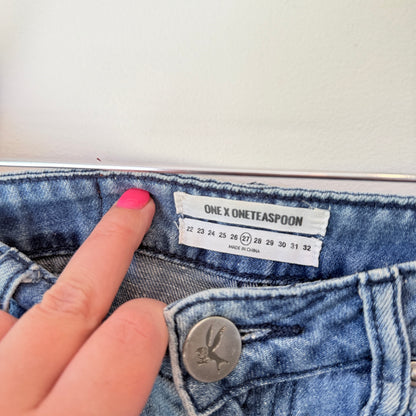 ONE X ONETEASPOON
22 23 24 25 26 27 28 29 30 31 32
MADE IN CHINA